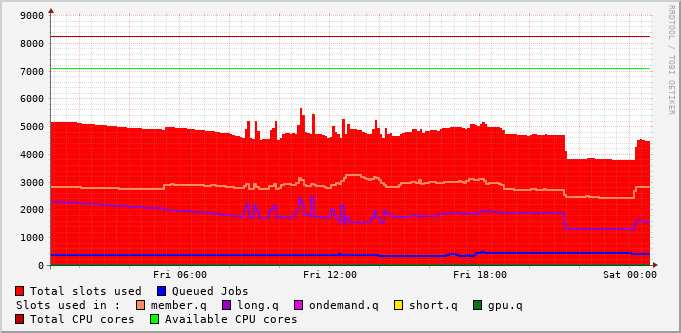 9000
8000
7000
6000
5000
4000
3000
2000
1000
0
Fri 06:00 Fri 12:00 Fri 18:00 Sat 00:00
RRDTOOL / TOBI OETIKER
Total slots used Queued Jobs
Slots used in : member.q long.q ondemand.q short.q gpu.q
Total CPU cores Available CPU cores